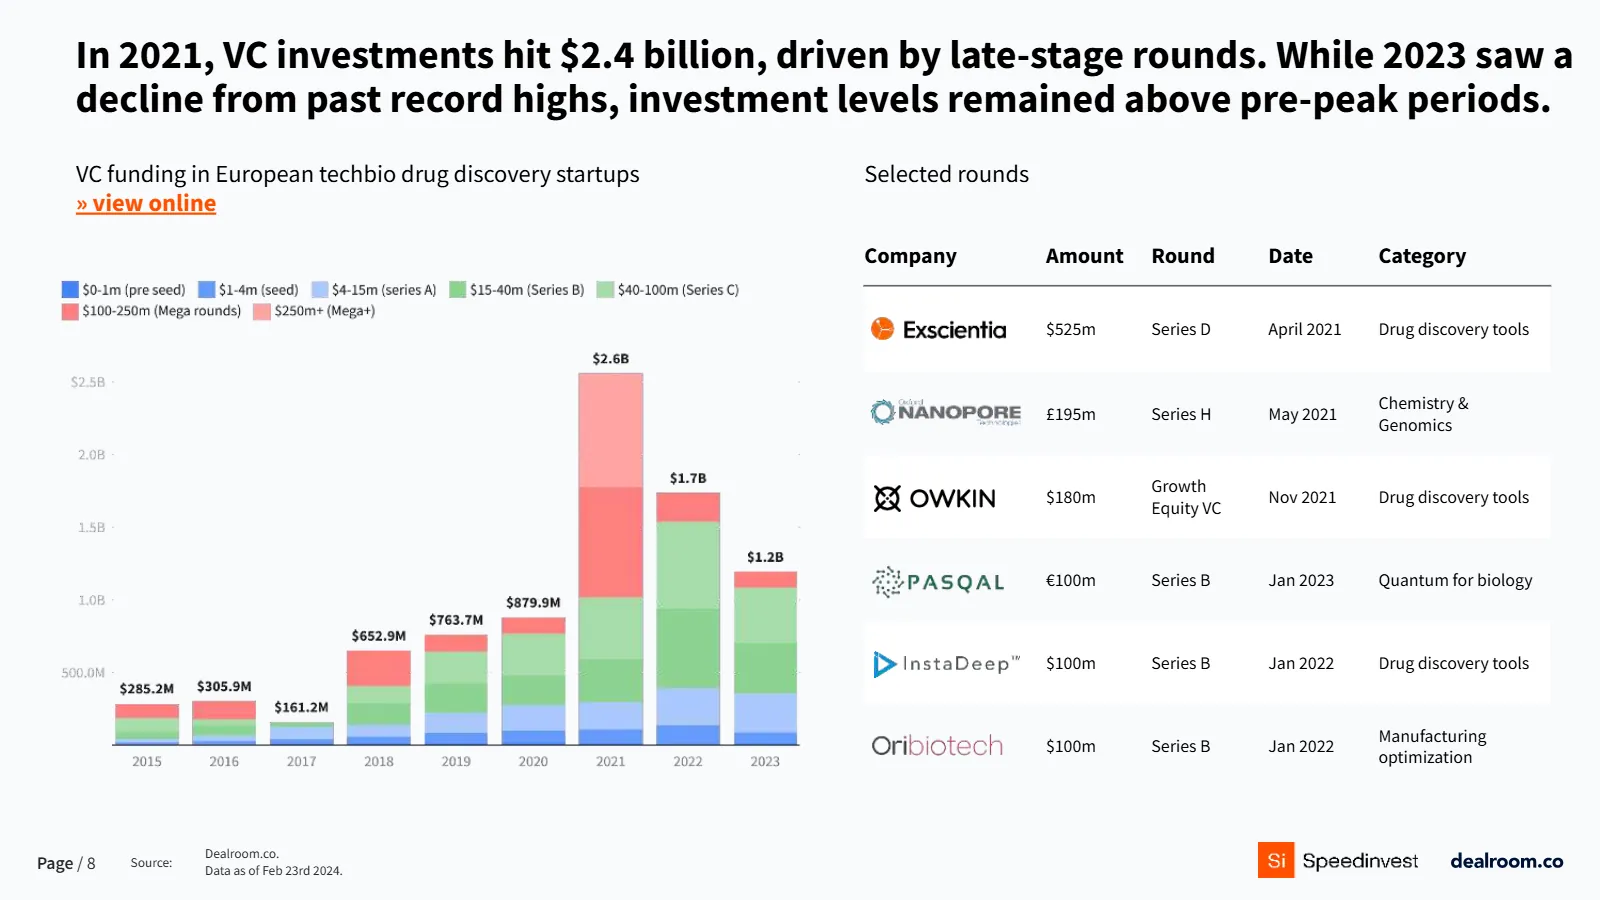 In 2021, VC investments hit $2.4 billion, driven by late-stage rounds. While 2023 saw a
decline from past record highs, investment levels remained above pre-peak periods.
VC funding in European techbio drug discovery startups
» view online
$0-1m (pre seed) $1-4m (seed) $4-15m (series A) $15-40m (Series B) $40-100m (Series C)
$100-250m (Mega rounds) $250m+ (Mega+)
$2.5B
2.0B
1.5B
1.0B
500.0M
$285.2M
$305.9M
$161.2M
$652.9M
$763.7M
$879.9M
$2.6B
$1.7B
$1.2B
2015 2016 2017 2018 2019 2020 2021 2022 2023
Selected rounds
Company Amount Round Date Category
Exscientia $525m Series D April 2021 Drug discovery tools
Oxford
NANOPORE
Technologies
£195m Series H May 2021 Chemistry &
Genomics
OWKIN $180m Growth
Equity VC
Nov 2021 Drug discovery tools
PASQAL €100m Series B Jan 2023 Quantum for biology
InstaDeep™ $100m Series B Jan 2022 Drug discovery tools
Oribiotech $100m Series B Jan 2022 Manufacturing
optimization
Page / 8
Source:
Dealroom.co.
Data as of Feb 23rd 2024.
Si Speedinvest
dealroom.co